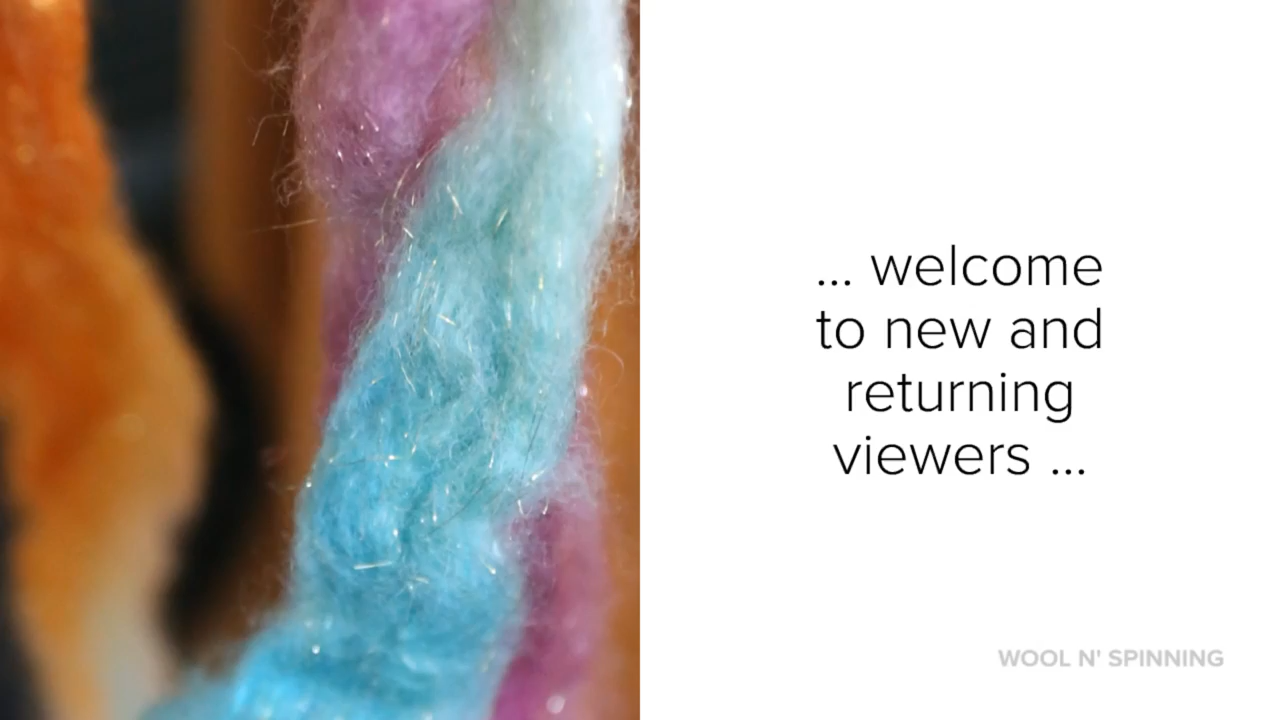 ... welcome
to new and
returning
viewers ...
WOOL N' SPINNING